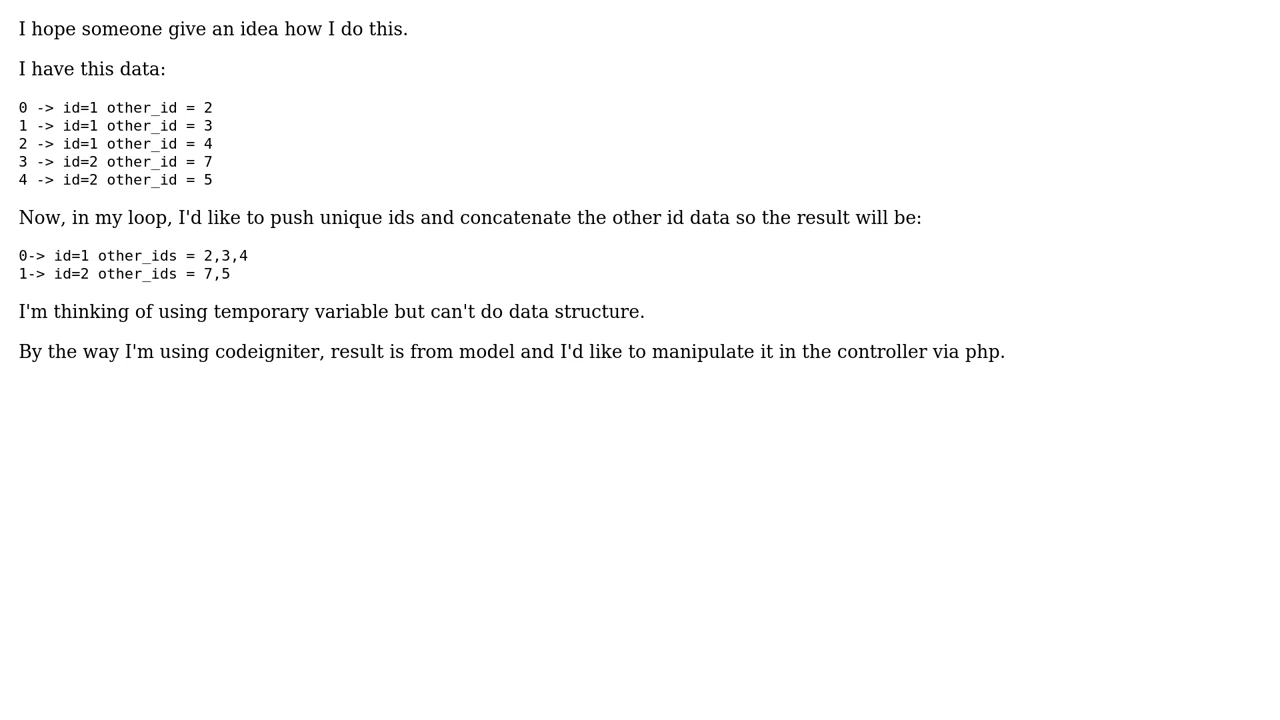 I hope someone give an idea how I do this.
I have this data:
0 -> id=1 other_id = 2
1 -> id=1 other_id = 3
2 -> id=1 other_id = 4
3 -> id=2 other_id = 7
4 -> id=2 other_id = 5
Now, in my loop, I'd like to push unique ids and concatenate the other id data so the result will be:
0-> id=1 other_ids = 2,3,4
1-> id=2 other_ids = 7,5
I'm thinking of using temporary variable but can't do data structure.
By the way I'm using codeigniter, result is from model and I'd like to manipulate it in the controller via php.